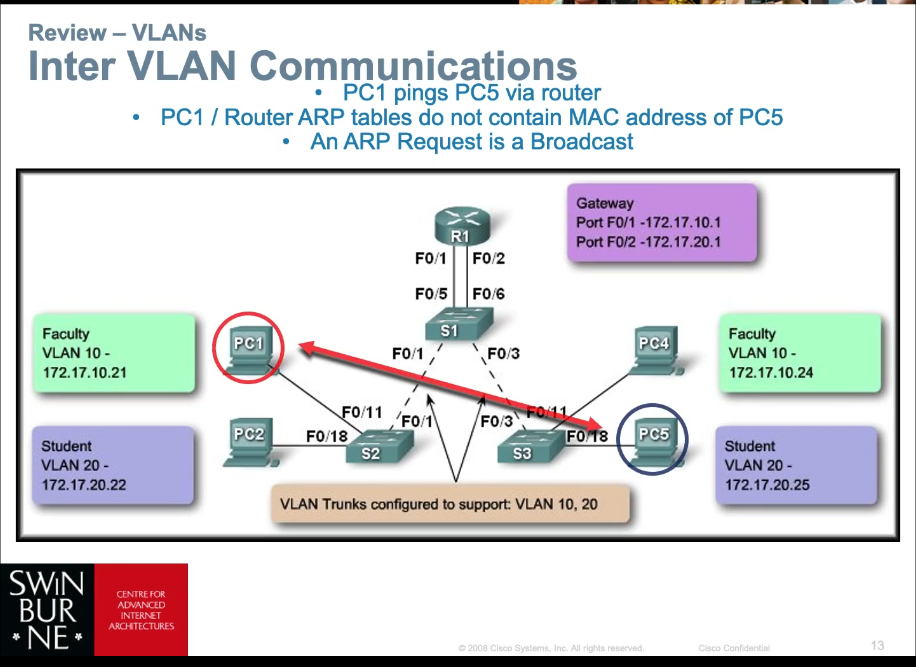 Review – VLANs
Inter VLAN Communications
• PC1 pings PC5 via router
• PC1 / Router ARP tables do not contain MAC address of PC5
• An ARP Request is a Broadcast
Gateway
Port F0/1 -172.17.10.1
Port F0/2 -172.17.20.1
R1
F0/1 F0/2
F0/5 F0/6
S1
F0/1 F0/3
Faculty
VLAN 10 -
172.17.10.21
PC1
PC4
Faculty
VLAN 10 -
172.17.10.24
Student
VLAN 20 -
172.17.20.22
PC2
F0/11
F0/18
F0/1
S2
F0/3
F0/11
F0/18
S3
PC5
Student
VLAN 20 -
172.17.20.25
VLAN Trunks configured to support: VLAN 10, 20
SWIN
BUR
* NE *
CENTRE FOR
ADVANCED
INTERNET
ARCHITECTURES
© 2008 Cisco Systems, Inc. All rights reserved.
Cisco Confidential
13